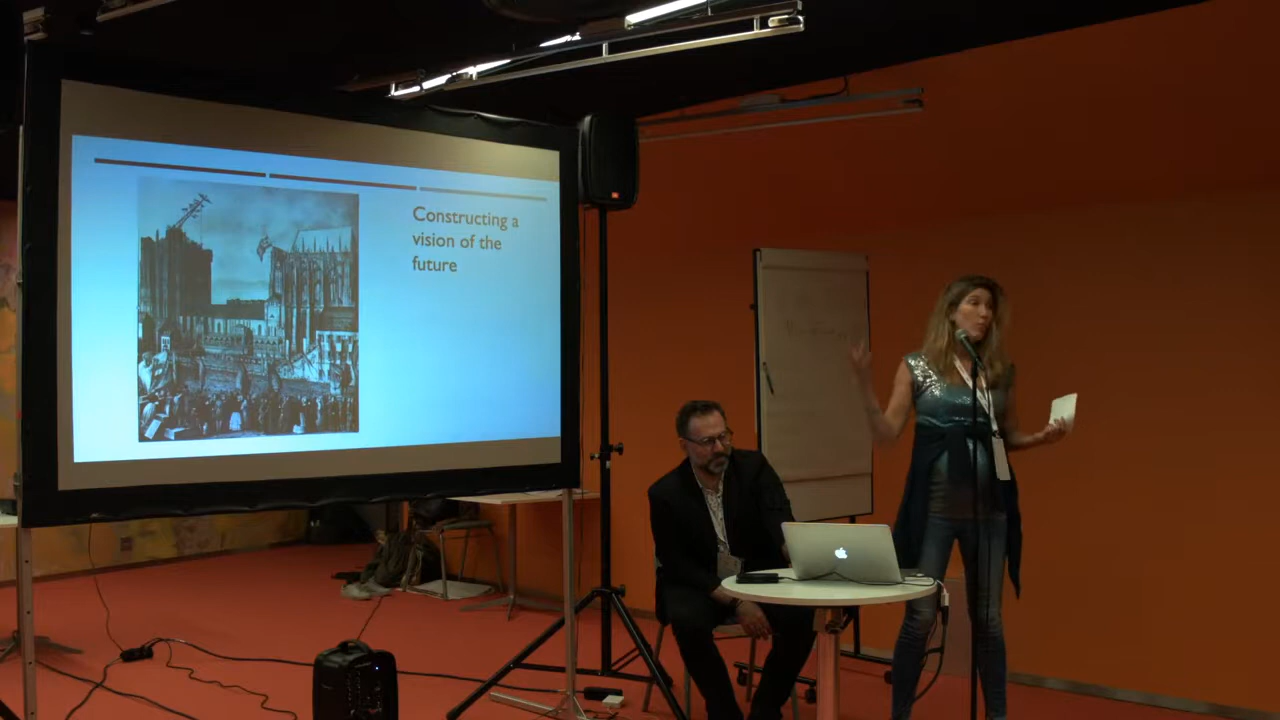 Constructing a
vision of the
future